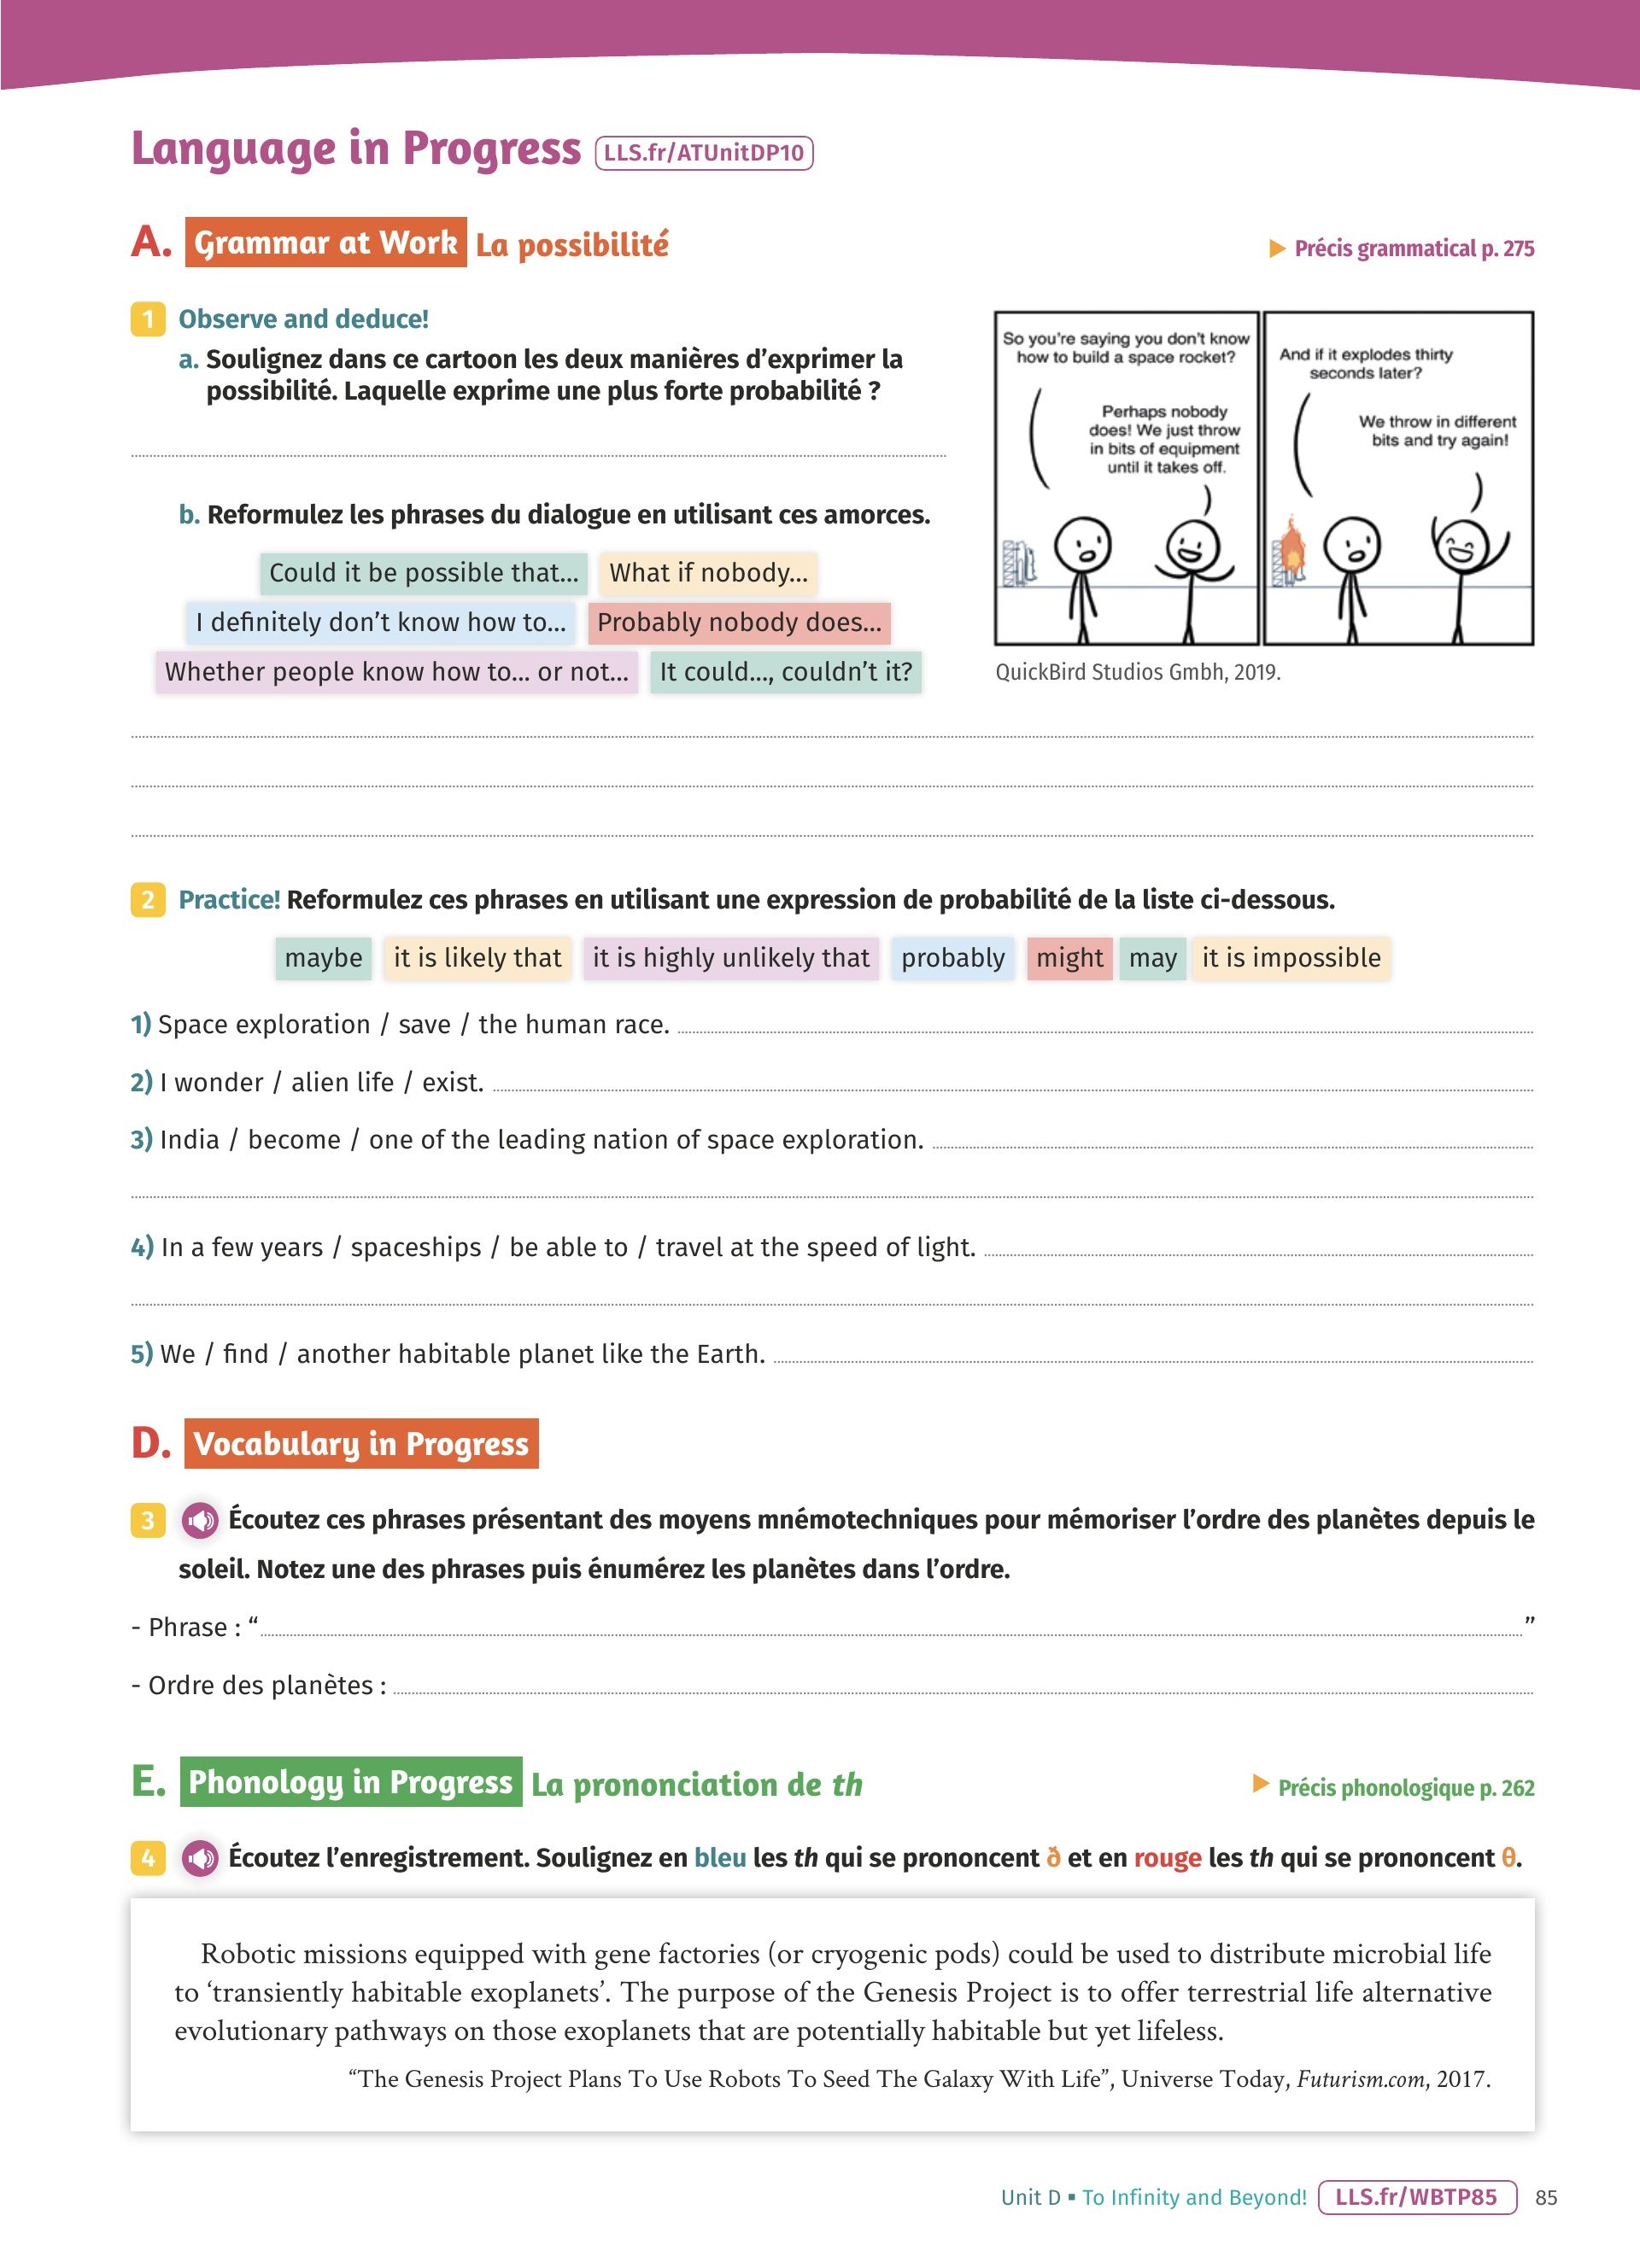 Language in Progress LLS.fr/ATUnitDP10
A. Grammar at Work La possibilité
▶ Précis grammatical p. 275
1 Observe and deduce!
a. Soulignez dans ce cartoon les deux manières d'exprimer la
possibilité. Laquelle exprime une plus forte probabilité ?
b. Reformulez les phrases du dialogue en utilisant ces amorces.
Could it be possible that... What if nobody...
I definitely don't know how to... Probably nobody does...
Whether people know how to... or not... It could..., couldn't it?
So you're saying you don't know
how to build a space rocket?
Perhaps nobody
does! We just throw
in bits of equipment
until it takes off.
And if it explodes thirty
seconds later?
We throw in different
bits and try again!
QuickBird Studios Gmbh, 2019.
2 Practice! Reformulez ces phrases en utilisant une expression de probabilité de la liste ci-dessous.
maybe it is likely that it is highly unlikely that probably might may it is impossible
1) Space exploration / save / the human race.
2) I wonder / alien life / exist.
3) India / become / one of the leading nation of space exploration.
4) In a few years / spaceships / be able to / travel at the speed of light.
5) We / find / another habitable planet like the Earth.
D. Vocabulary in Progress
3 Écoutez ces phrases présentant des moyens mnémotechniques pour mémoriser l'ordre des planètes depuis le
soleil. Notez une des phrases puis énumérez les planètes dans l'ordre.
- Phrase : “ ”
- Ordre des planètes :
E. Phonology in Progress La prononciation de th
▶ Précis phonologique p. 262
4 Écoutez l'enregistrement. Soulignez en bleu les th qui se prononcent ð et en rouge les th qui se prononcent θ.
Robotic missions equipped with gene factories (or cryogenic pods) could be used to distribute microbial life
to ‘transiently habitable exoplanets’. The purpose of the Genesis Project is to offer terrestrial life alternative
evolutionary pathways on those exoplanets that are potentially habitable but yet lifeless.
“The Genesis Project Plans To Use Robots To Seed The Galaxy With Life”, Universe Today, Futurism.com, 2017.
Unit D ▪ To Infinity and Beyond! LLS.fr/WBTP85 85